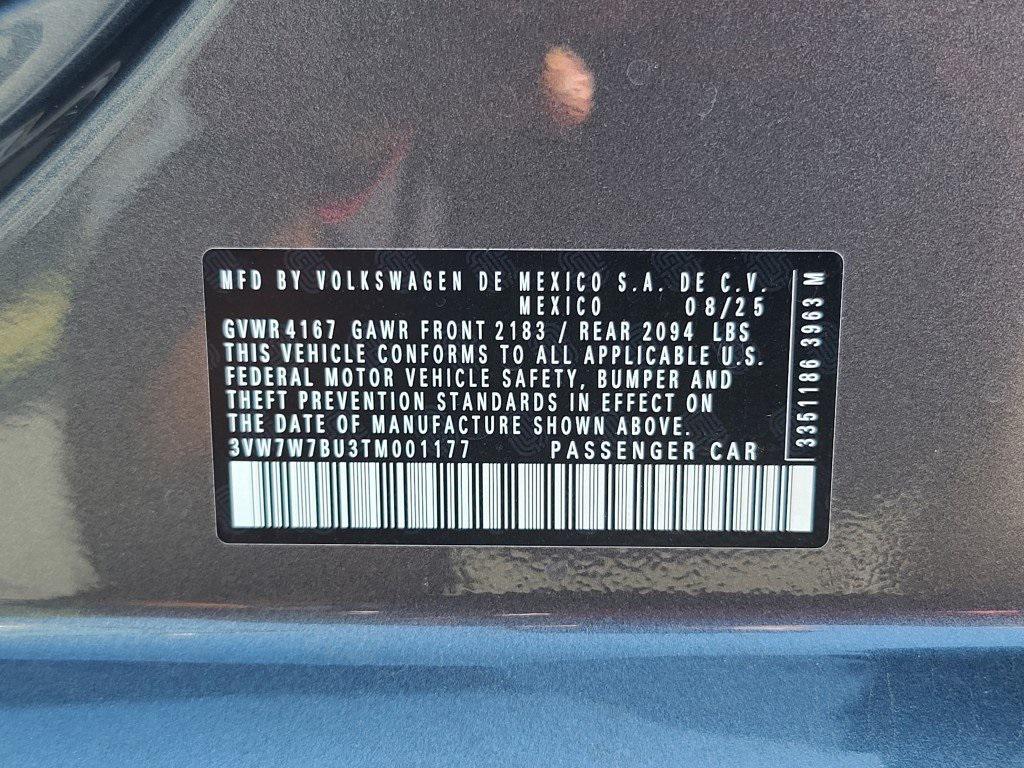 MFD BY VOLKSWAGEN DE MEXICO S.A. DE C.V.
MEXICO 08/25
GVWR 4167 GAWR FRONT 2183 / REAR 2094 LBS
THIS VEHICLE CONFORMS TO ALL APPLICABLE U.S.
FEDERAL MOTOR VEHICLE SAFETY, BUMPER AND
THEFT PREVENTION STANDARDS IN EFFECT ON
THE DATE OF MANUFACTURE SHOWN ABOVE.
3VW7W7BU3TM001177 PASSENGER CAR
3351186 3963 M